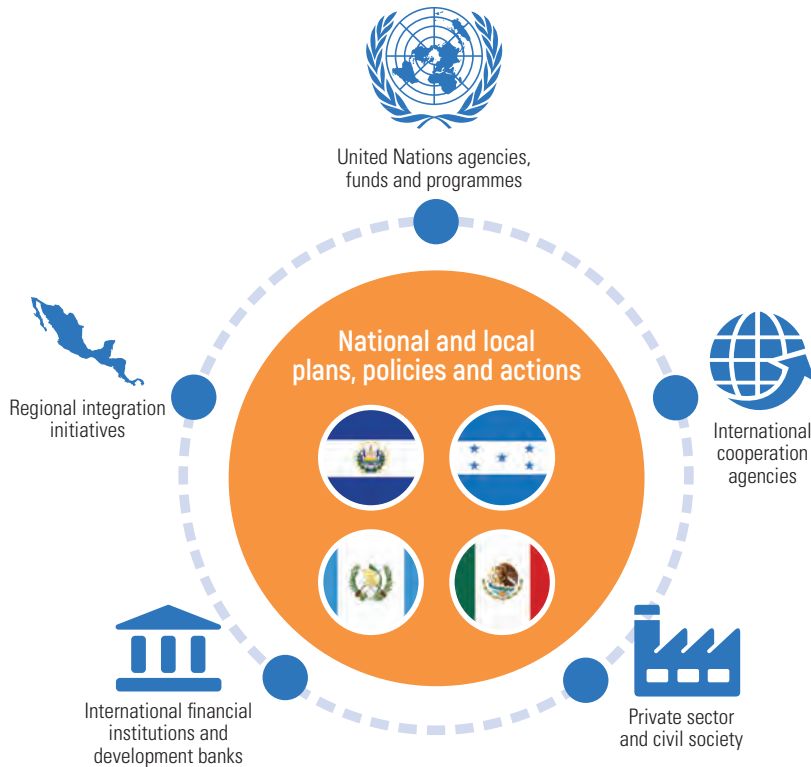 United Nations agencies,
funds and programmes
National and local
plans, policies and actions
Regional integration
initiatives
International
cooperation
agencies
International financial
institutions and
development banks
Private sector
and civil society